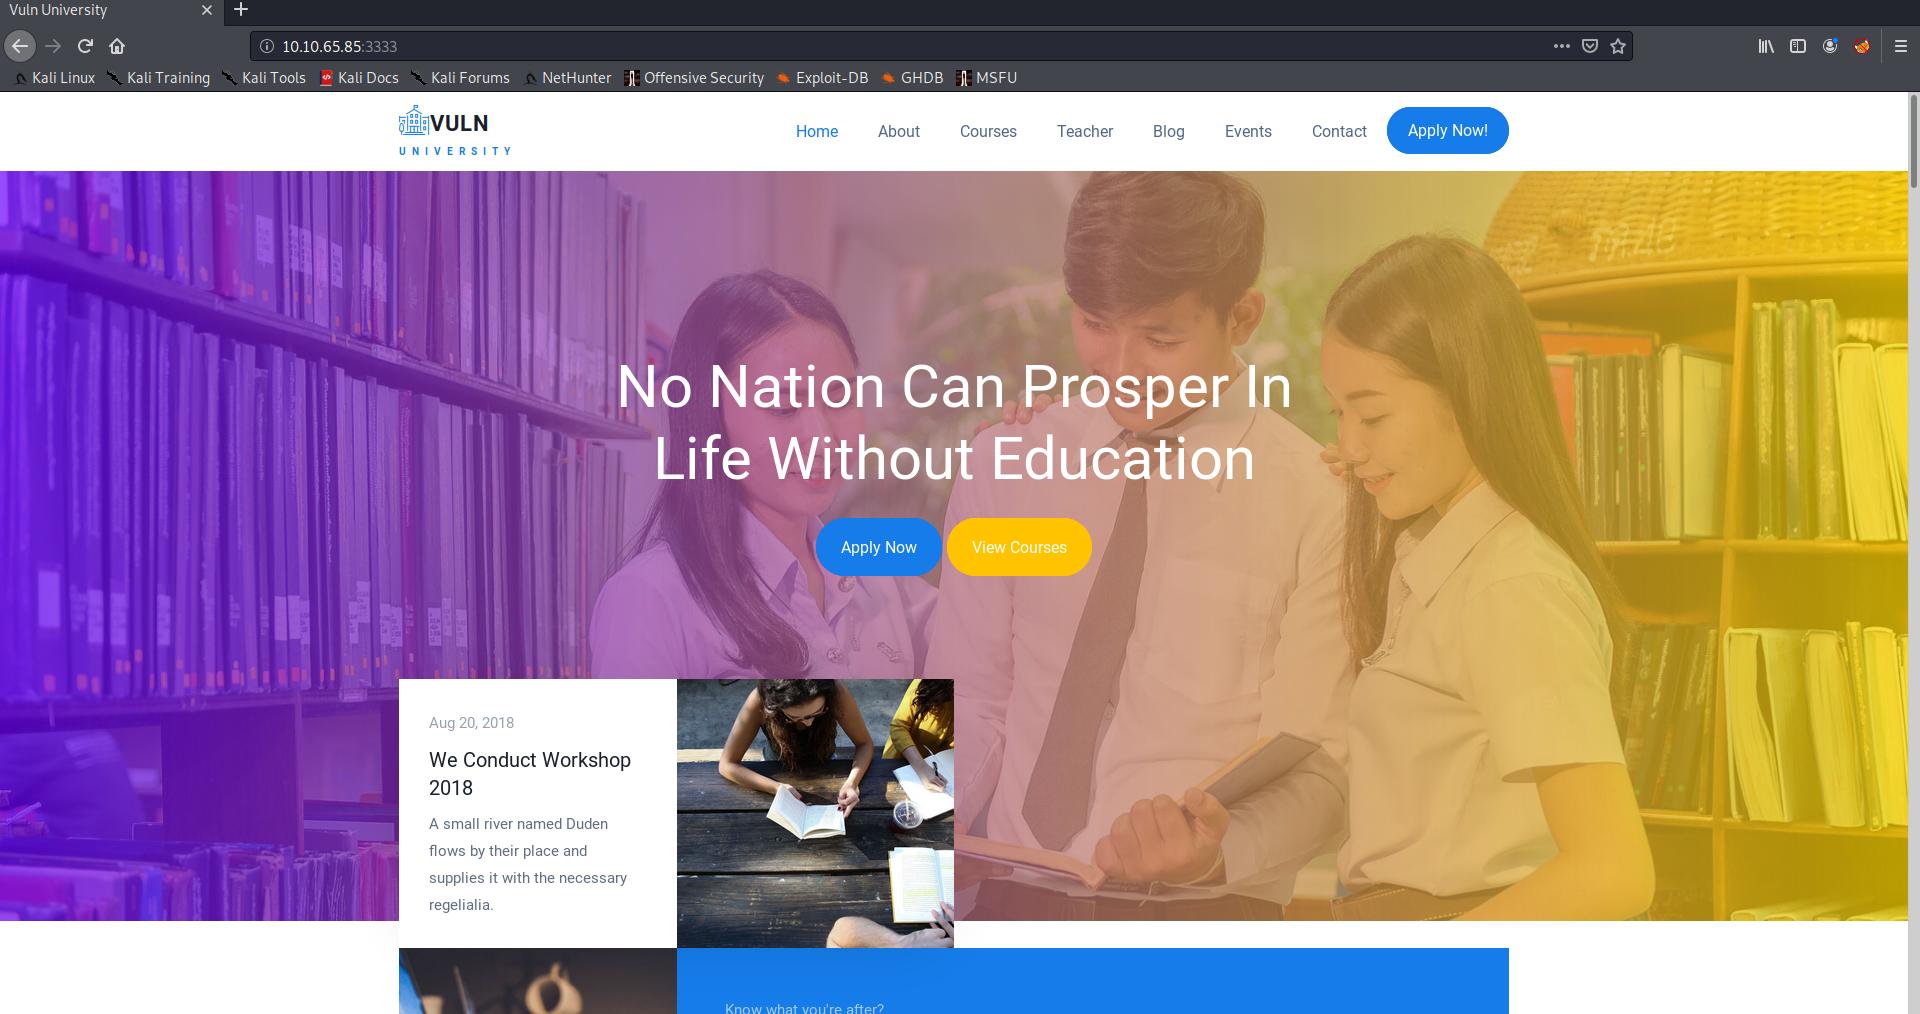 Vuln University
10.10.65.85:3333
Kali Linux Kali Training Kali Tools Kali Docs Kali Forums NetHunter Offensive Security Exploit-DB GHDB MSFU
VULN
UNIVERSITY
Home About Courses Teacher Blog Events Contact Apply Now!
No Nation Can Prosper In
Life Without Education
Apply Now View Courses
Aug 20, 2018
We Conduct Workshop
2018
A small river named Duden
flows by their place and
supplies it with the necessary
regelialia.
Know what you're after?